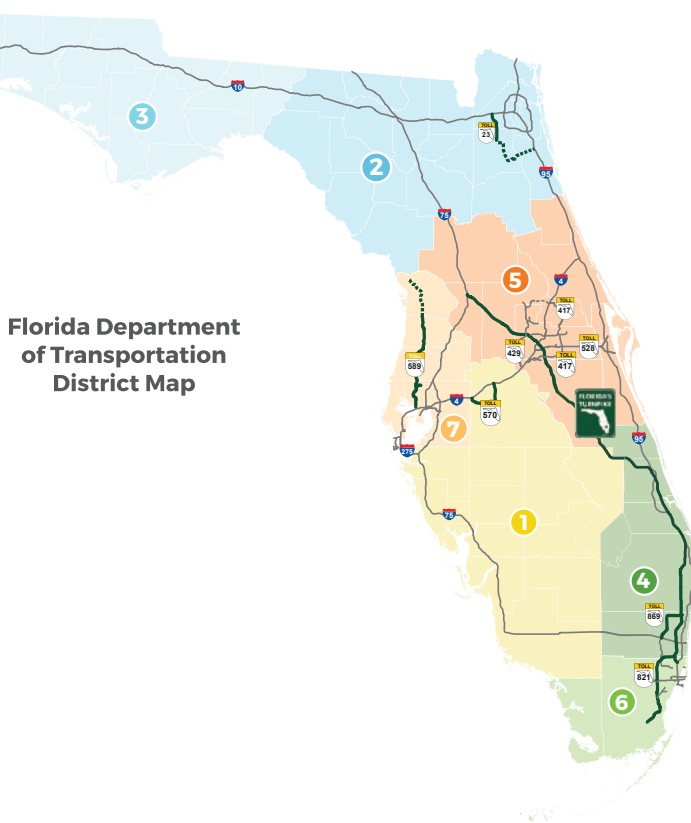 10
3
TOLL
23
2
95
75
5
4
TOLL
417
Florida Department
of Transportation
District Map
TOLL
528
TOLL
429
TOLL
417
TOLL
589
FLORIDA'S
TURNPIKE
4
TOLL
570
7
95
275
75
1
4
TOLL
869
TOLL
821
6